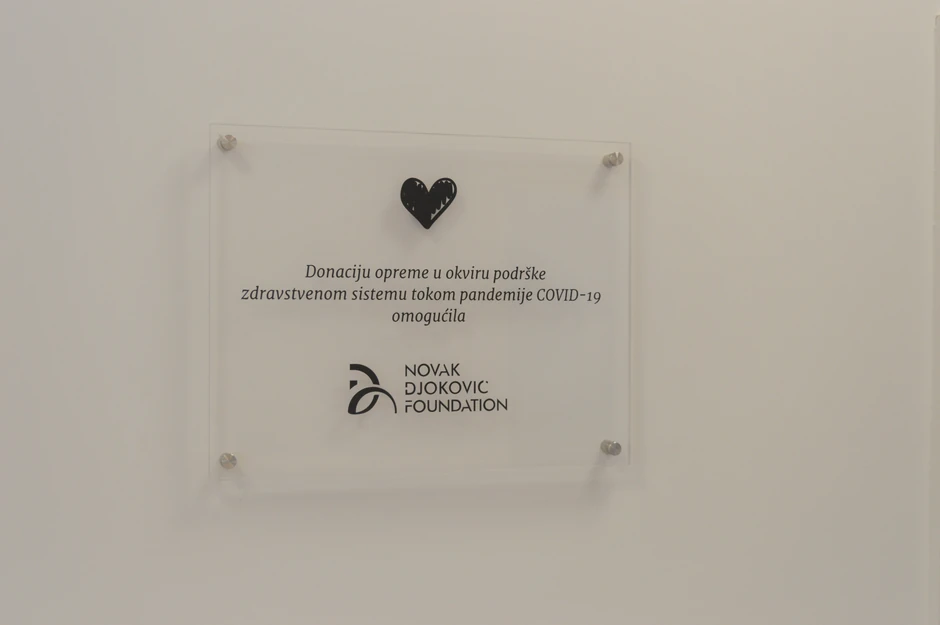 Donaciju opreme u okviru podrške
zdravstvenom sistemu tokom pandemije COVID-19
omogućila
NOVAK
DJOKOVIC
FOUNDATION